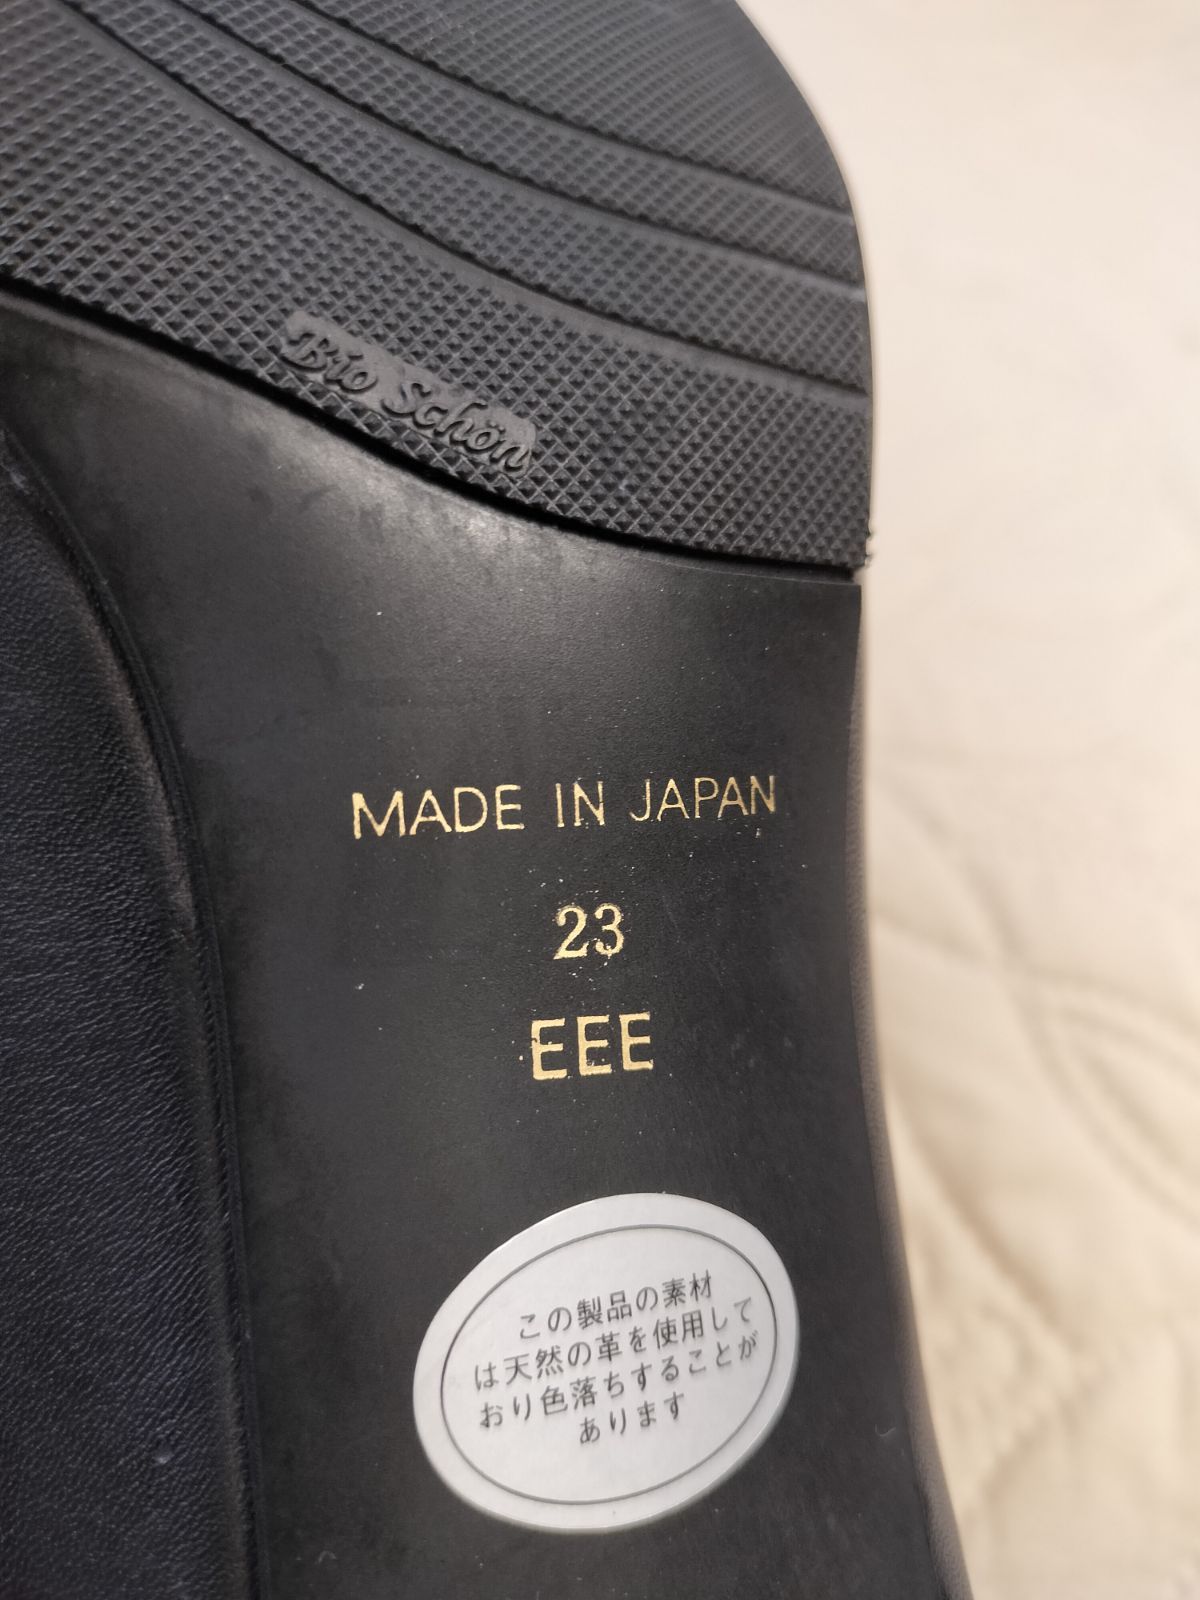 Bio Schön
MADE IN JAPAN
23
EEE
この製品の素材
は天然の革を使用して
おり色落ちすることが
あります